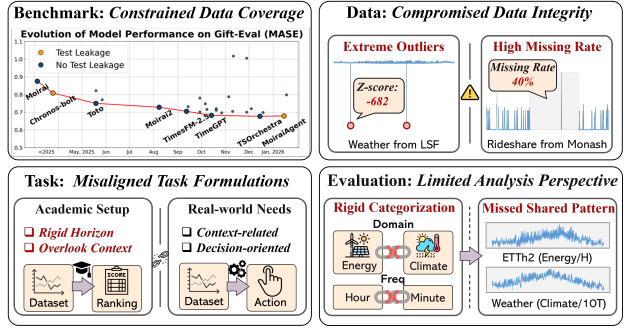 Benchmark: Constrained Data Coverage
Evolution of Model Performance on Gift-Eval (MASE)
Test Leakage
No Test Leakage
1.1
1.0
0.9
0.8
0.7
0.6
0.5
Moirai
Chronos-bolt
Toto
Moirai2
TimesFM-2.5
TimeGPT
TSOrchestra
MoiraiAgent
<2025
May, 2025
Jun
Jul
Aug
Sep
Oct
Nov
Dec
Jan, 2026
Data: Compromised Data Integrity
Extreme Outliers
Z-score:
-682
Weather from LSF
High Missing Rate
Missing Rate
40%
Rideshare from Monash
Task: Misaligned Task Formulations
Academic Setup
Rigid Horizon
Overlook Context
SCORE
Dataset
Ranking
Real-world Needs
Context-related
Decision-oriented
Dataset
Action
Evaluation: Limited Analysis Perspective
Rigid Categorization
Domain
Energy
Climate
Freq
Hour
Minute
Missed Shared Pattern
ETTh2 (Energy/H)
Weather (Climate/10T)